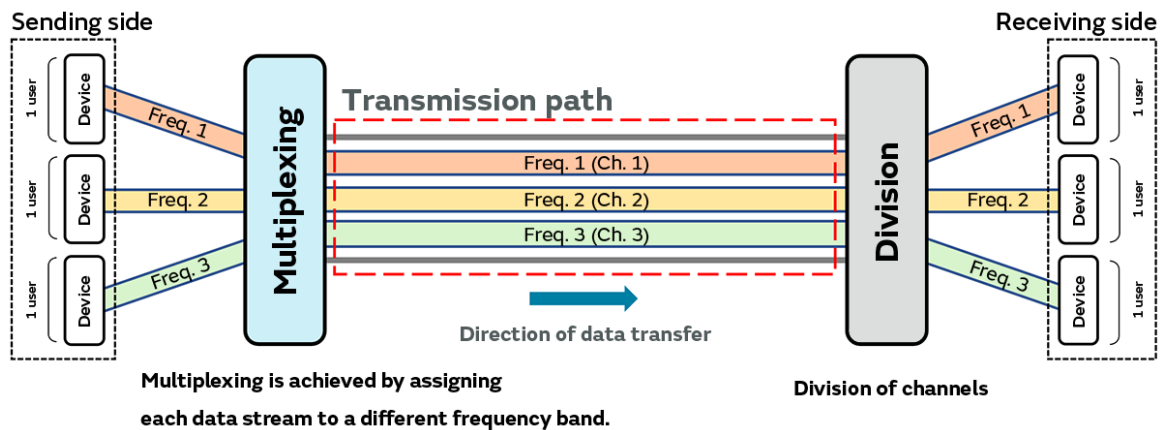 Sending side
Receiving side
1 user
Device
Freq. 1
1 user
Device
Freq. 2
1 user
Device
Freq. 3
Multiplexing
Transmission path
Freq. 1 (Ch. 1)
Freq. 2 (Ch. 2)
Freq. 3 (Ch. 3)
Direction of data transfer
Division
Freq. 1
Device
1 user
Freq. 2
Device
1 user
Freq. 3
Device
1 user
Multiplexing is achieved by assigning
each data stream to a different frequency band.
Division of channels